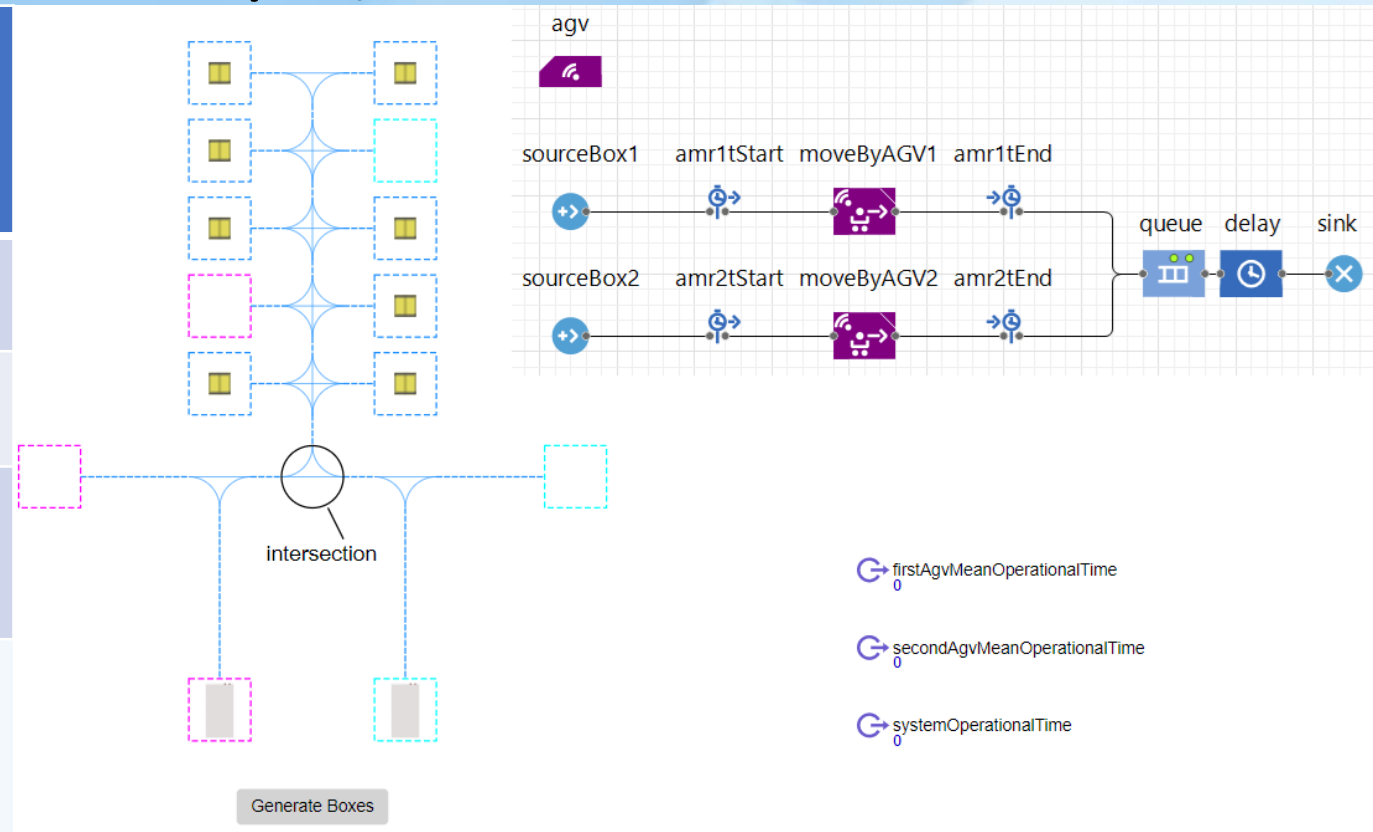 agv
sourceBox1 amr1tStart moveByAGV1 amr1tEnd
queue delay sink
sourceBox2 amr2tStart moveByAGV2 amr2tEnd
intersection
firstAgvMeanOperationalTime
0
secondAgvMeanOperationalTime
0
systemOperationalTime
0
Generate Boxes